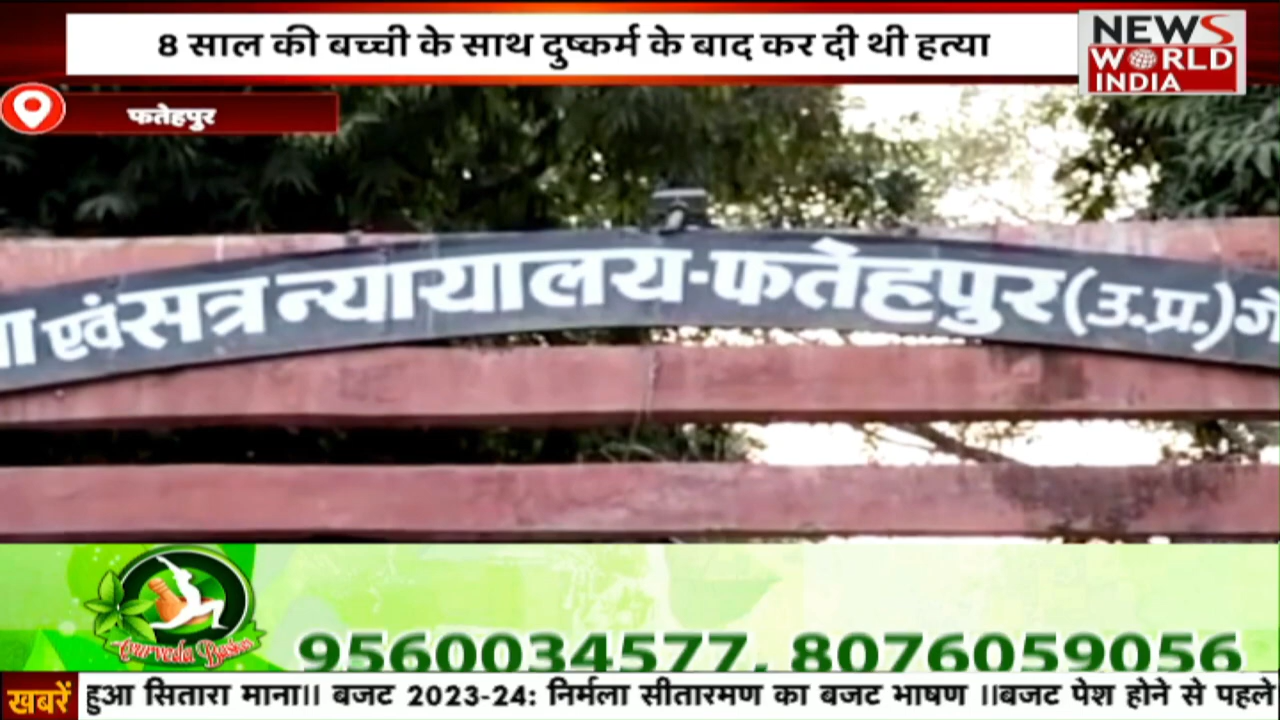 8 साल की बच्ची के साथ दुष्कर्म के बाद कर दी थी हत्या
NEWS
WORLD
INDIA
फतेहपुर
एवं सत्र न्यायालय-फतेहपुर (उ.प्र.)
Ayurveda
9560034577, 8076059056
खबरें
हुआ सितारा माना।। बजट 2023-24: निर्मला सीतारमण का बजट भाषण ।।बजट पेश होने से पहले